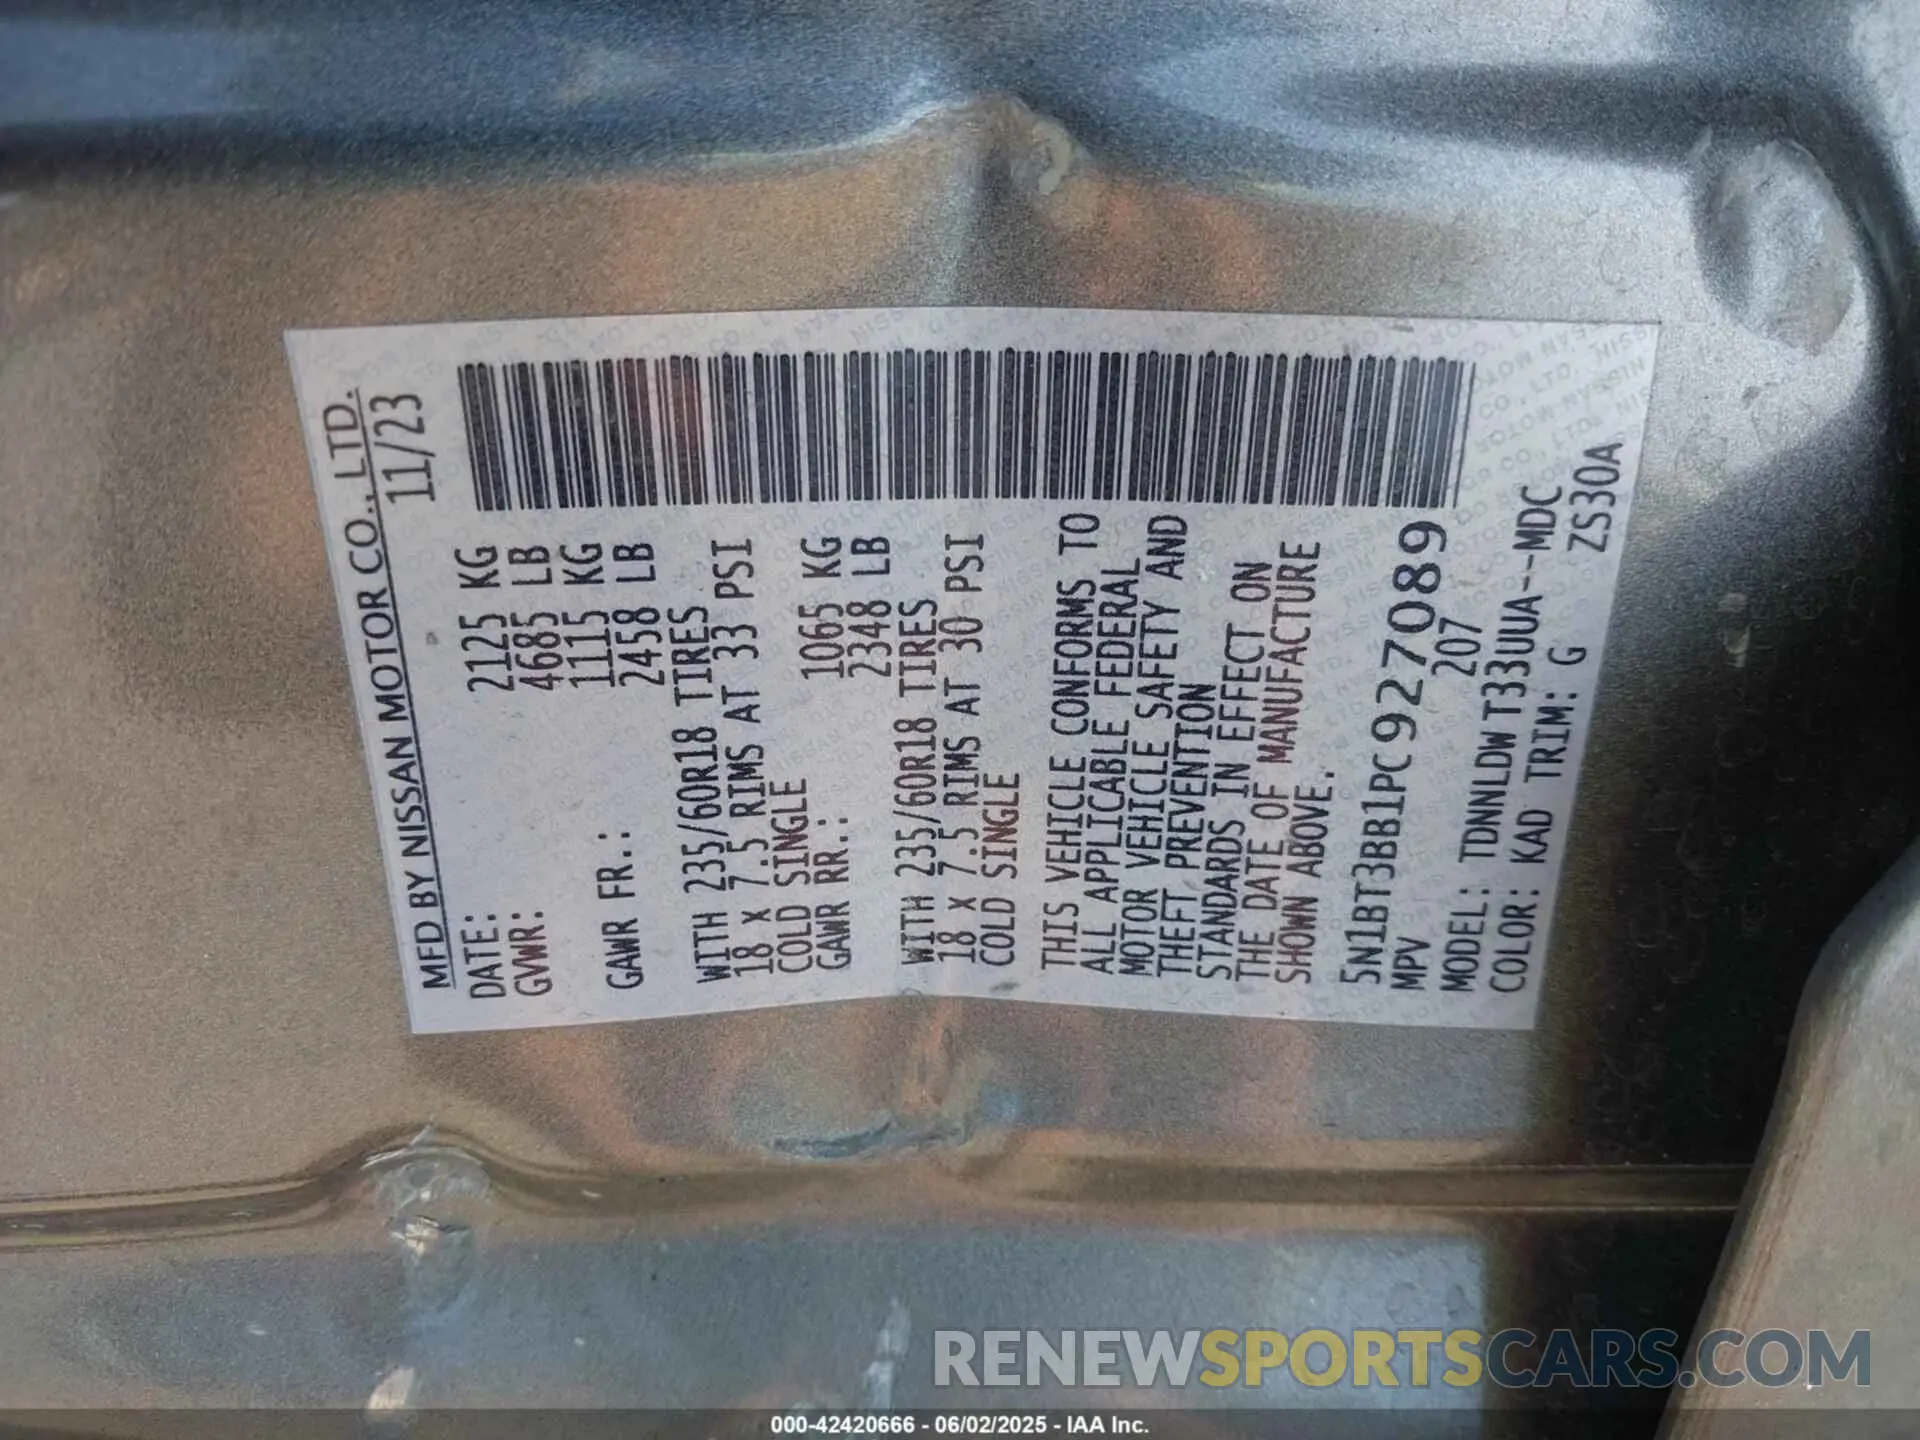 MFD BY NISSAN MOTOR CO., LTD.
DATE: 11/23
GVWR: 2125 KG
4685 LB
GAWR FR.: 1115 KG
2458 LB
WITH 235/60R18 TIRES
18 X 7.5 RIMS AT 33 PSI
COLD SINGLE
GAWR RR.: 1065 KG
2348 LB
WITH 235/60R18 TIRES
18 X 7.5 RIMS AT 30 PSI
COLD SINGLE
THIS VEHICLE CONFORMS TO
ALL APPLICABLE FEDERAL
MOTOR VEHICLE SAFETY AND
THEFT PREVENTION
STANDARDS IN EFFECT ON
THE DATE OF MANUFACTURE
SHOWN ABOVE.
5N1BT3BB1PC927089
MPV 207
MODEL: TDNNLDW T33UUA--MDC
COLOR: KAD TRIM: G ZS30A
RENEWSPORTSCARS.COM
000-42420666 - 06/02/2025 - IAA Inc.